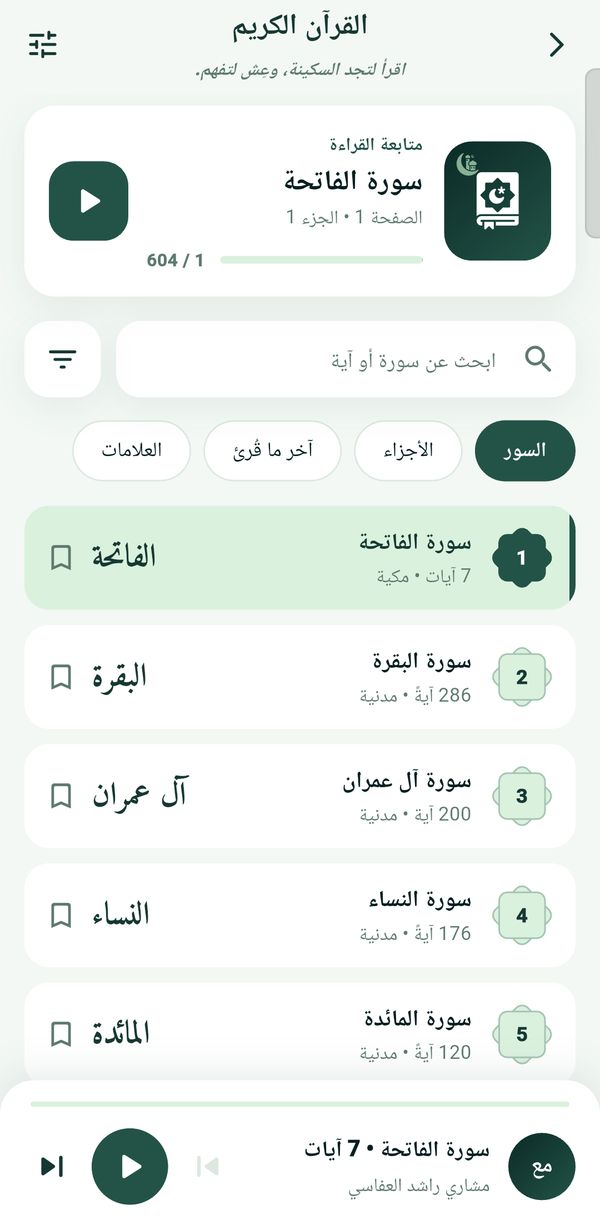 القرآن الكريم
اقرأ لتجد السكينة، وعِش لتفهم.
متابعة القراءة
سورة الفاتحة
الصفحة 1 • الجزء 1
604 / 1
ابحث عن سورة أو آية
السور
الأجزاء
آخر ما قُرئ
العلامات
1
سورة الفاتحة
7 آيات • مكية
الفاتحة
2
سورة البقرة
286 آيةً • مدنية
البقرة
3
سورة آل عمران
200 آية • مدنية
آل عمران
4
سورة النساء
176 آيةً • مدنية
النساء
5
سورة المائدة
120 آيةً • مدنية
المائدة
مع
سورة الفاتحة • 7 آيات
مشاري راشد العفاسي